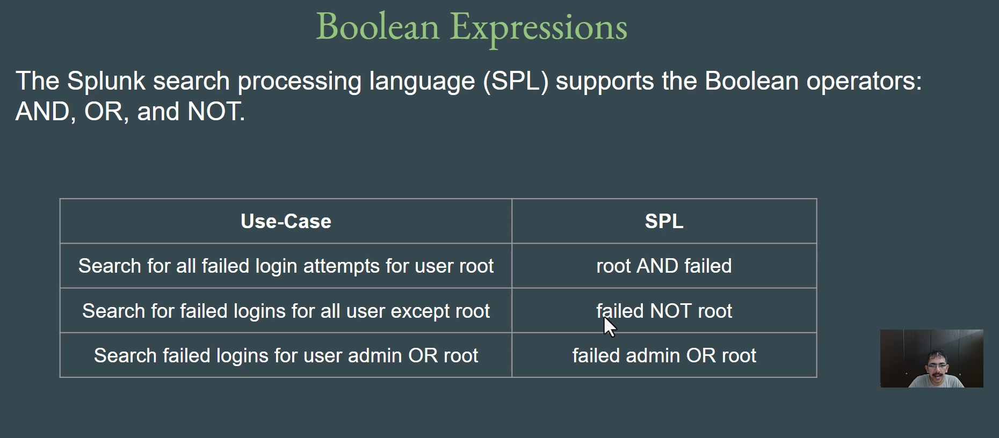 Boolean Expressions
The Splunk search processing language (SPL) supports the Boolean operators:
AND, OR, and NOT.
Use-Case
SPL
Search for all failed login attempts for user root
root AND failed
Search for failed logins for all user except root
failed NOT root
Search failed logins for user admin OR root
failed admin OR root